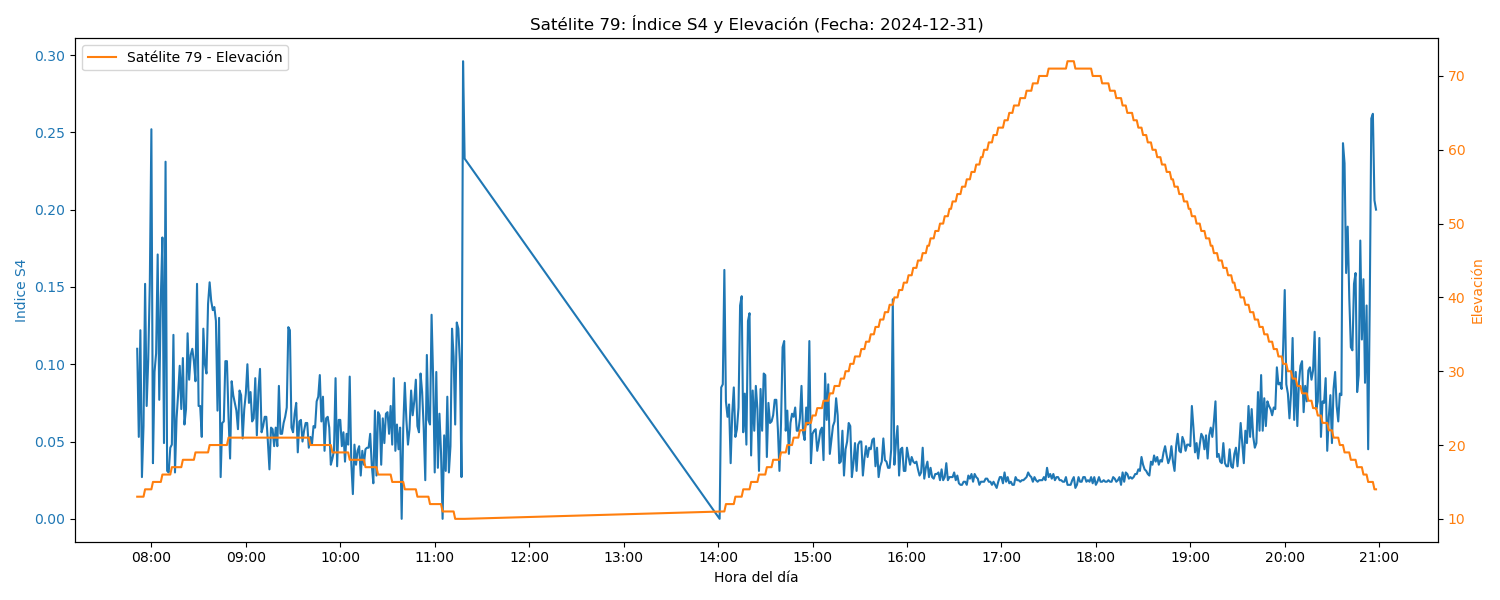 Satélite 79: Índice S4 y Elevación (Fecha: 2024-12-31)
Satélite 79 - Elevación
0.30
0.25
0.20
0.15
0.10
0.05
0.00
Indice S4
70
60
50
40
30
20
10
Elevación
08:00 09:00 10:00 11:00 12:00 13:00 14:00 15:00 16:00 17:00 18:00 19:00 20:00 21:00
Hora del día